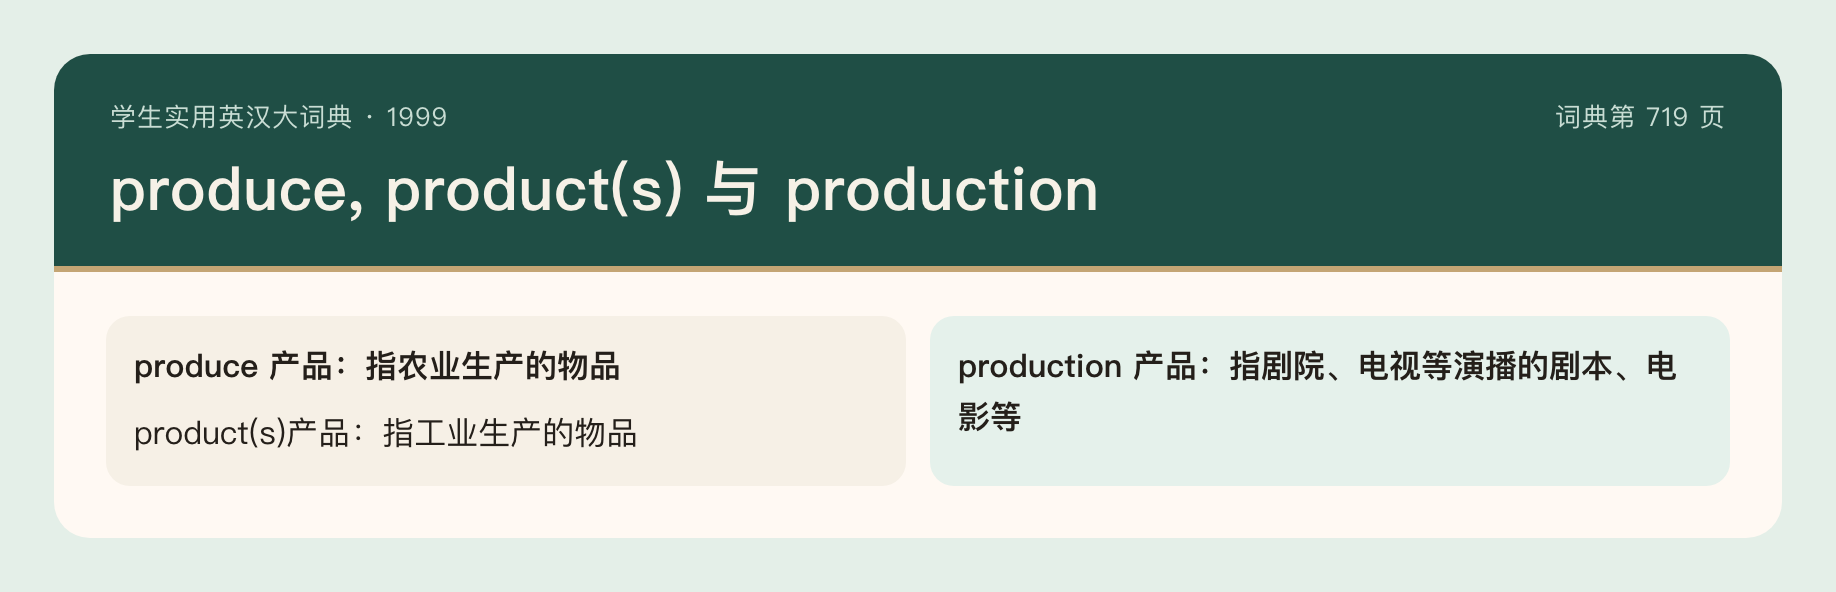 学生实用英汉大词典 · 1999
词典第 719 页
produce, product(s) 与 production
produce 产品：指农业生产的物品
product(s)产品：指工业生产的物品
production 产品：指剧院、电视等演播的剧本、电
影等